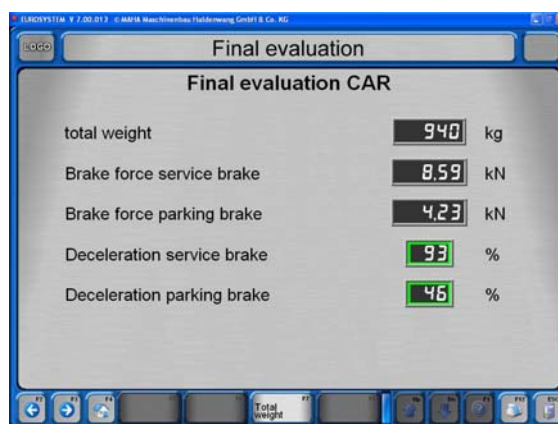 EUROSYSTEM V 7.00.013 © MAHA Maschinenbau Haldenwang GmbH & Co. KG
LOGO Final evaluation
Final evaluation CAR
total weight 940 kg
Brake force service brake 8,59 kN
Brake force parking brake 4,23 kN
Deceleration service brake 93 %
Deceleration parking brake 46 %
Total
weight
F7
ESC